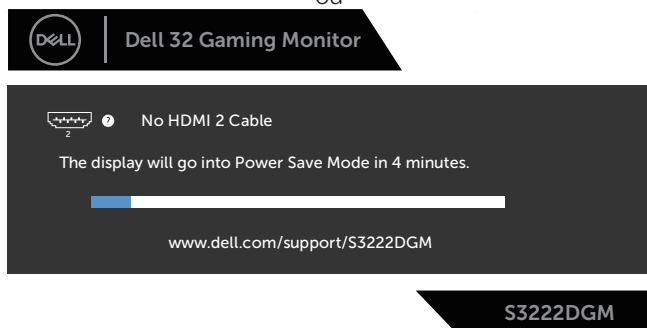 ou
DELL
Dell 32 Gaming Monitor
2
? No HDMI 2 Cable
The display will go into Power Save Mode in 4 minutes.
www.dell.com/support/S3222DGM
S3222DGM